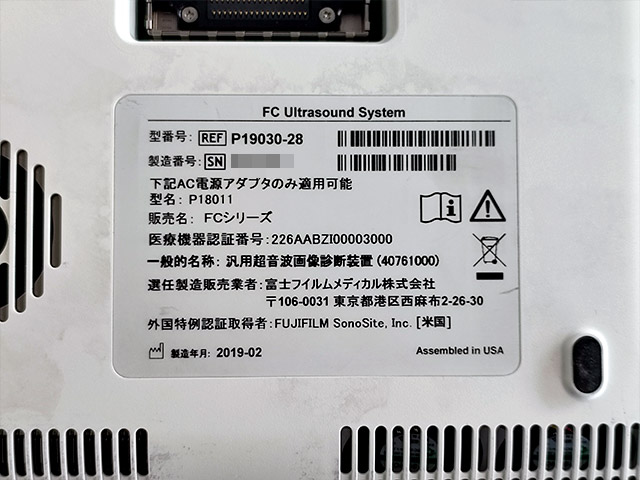 FC Ultrasound System
型番号: REF P19030-28
製造番号: SN
下記AC電源アダプタのみ適用可能
型名: P18011
販売名: FCシリーズ
医療機器認証番号: 226AABZI00003000
一般的名称: 汎用超音波画像診断装置 (40761000)
選任製造販売業者: 富士フイルムメディカル株式会社
〒106-0031 東京都港区西麻布2-26-30
外国特例認証取得者: FUJIFILM SonoSite, Inc. [米国]
製造年月: 2019-02
Assembled in USA